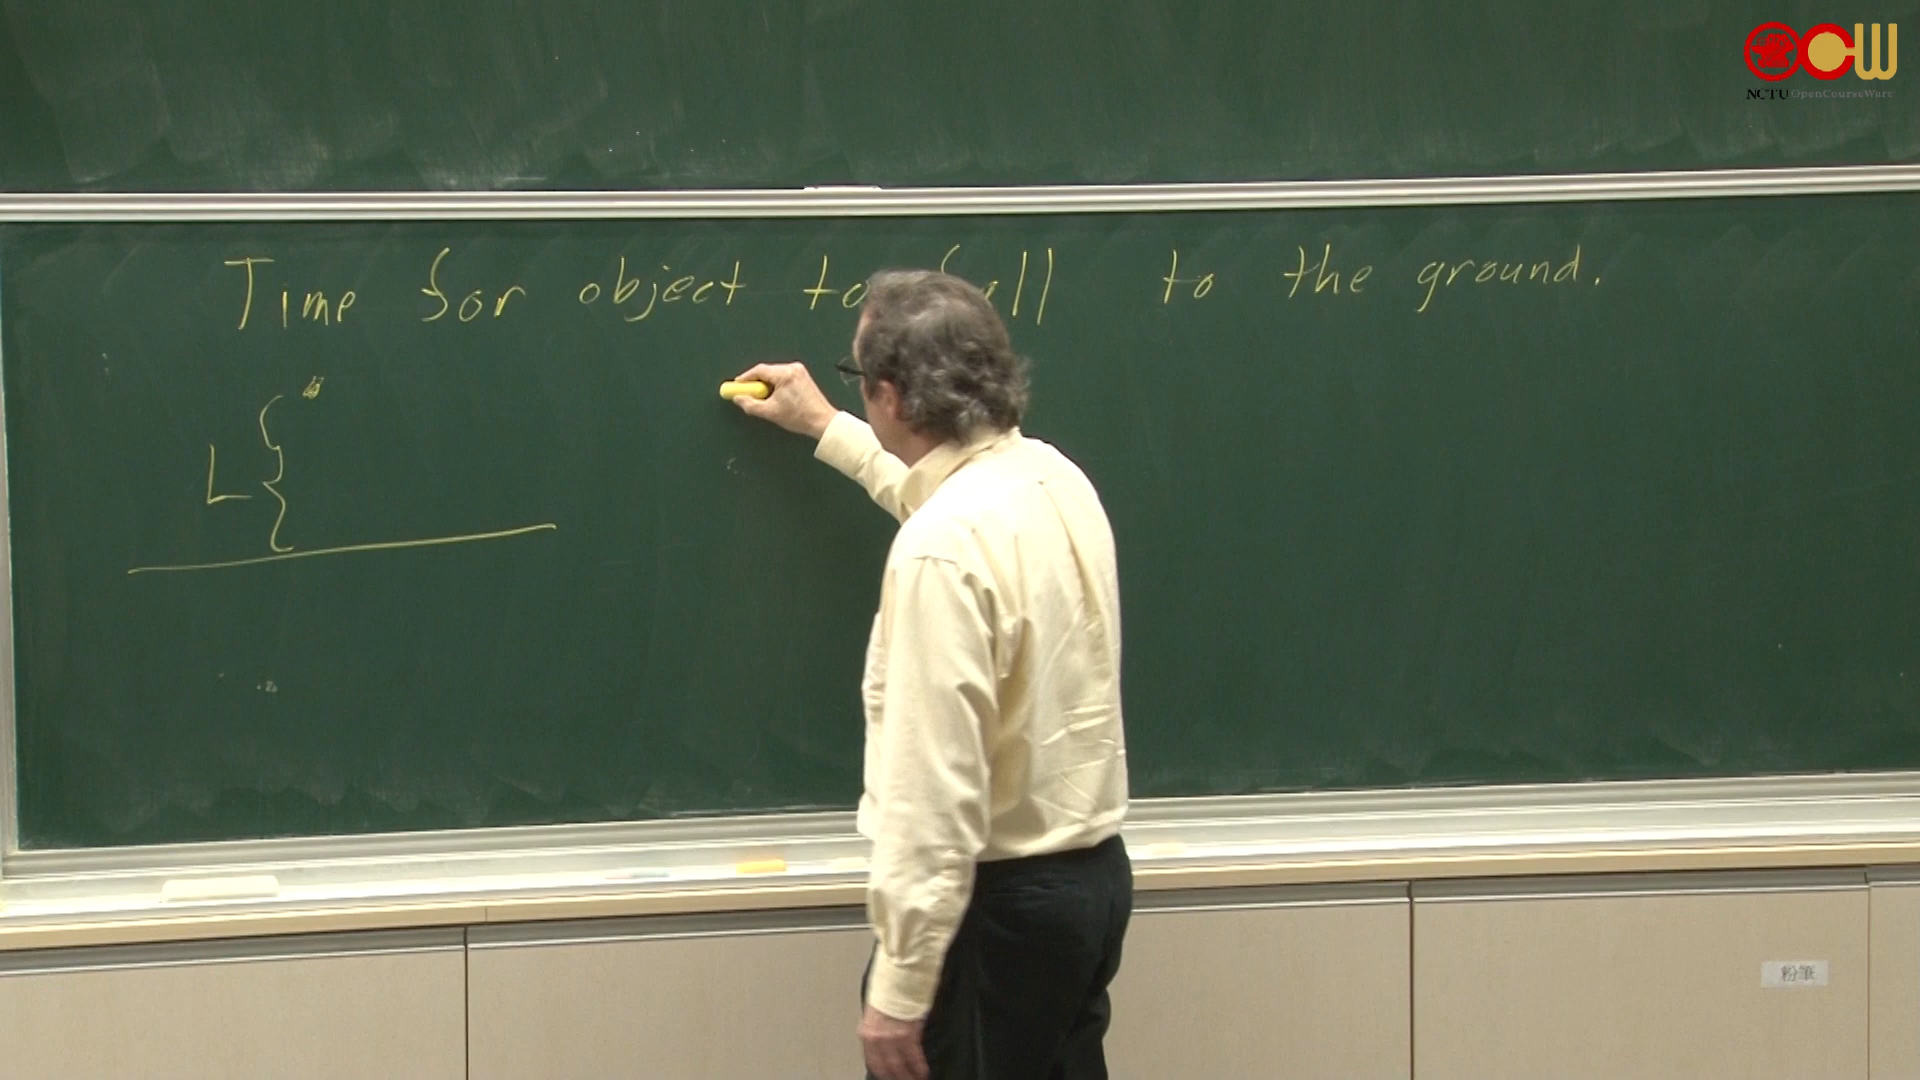 NCTU OpenCourseWare
Time for object to fall to the ground.
L
粉筆